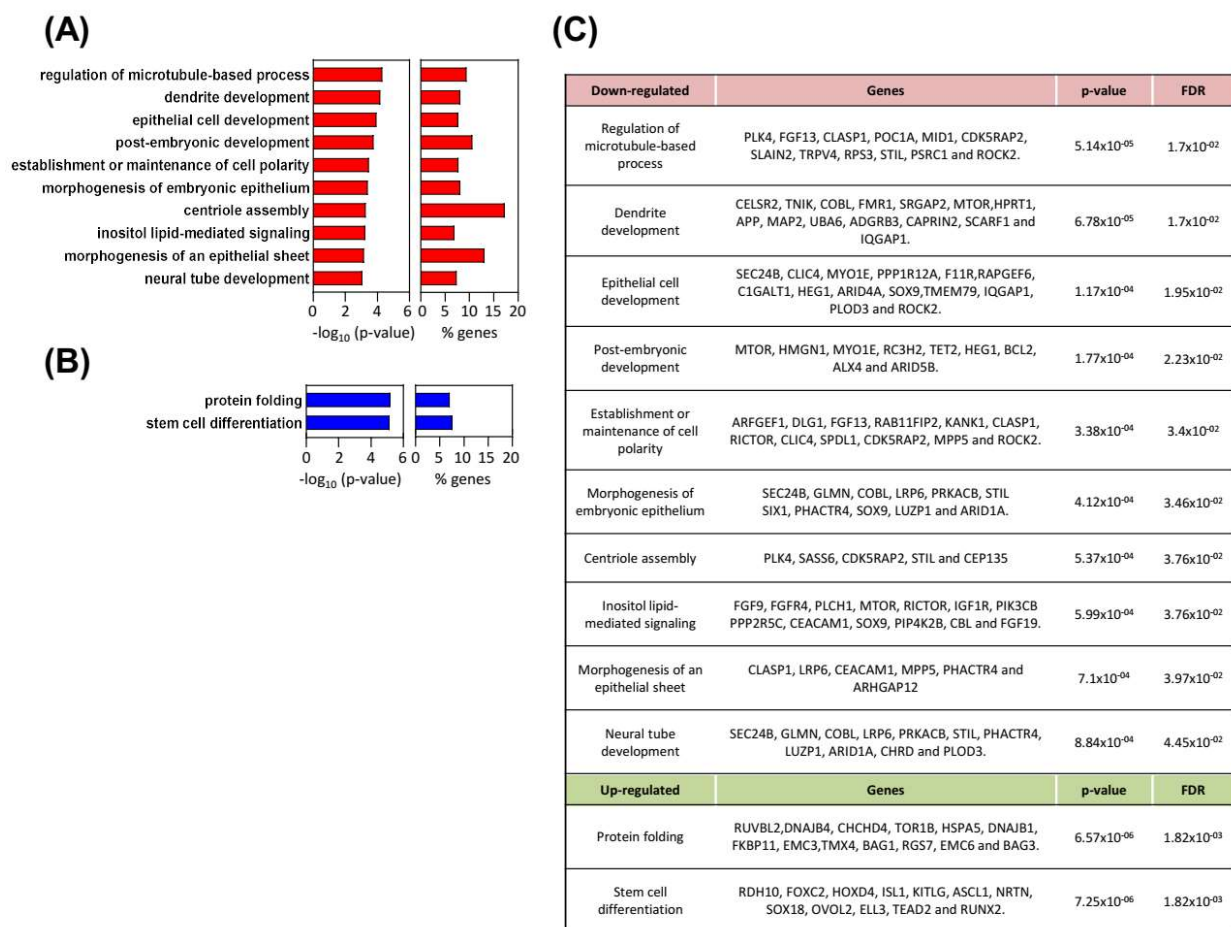 (A)
regulation of microtubule-based process
dendrite development
epithelial cell development
post-embryonic development
establishment or maintenance of cell polarity
morphogenesis of embryonic epithelium
centriole assembly
inositol lipid-mediated signaling
morphogenesis of an epithelial sheet
neural tube development
0 2 4 6 0 5 10 15 20
-log10 (p-value) % genes
(B)
protein folding
stem cell differentiation
0 2 4 6 0 5 10 15 20
-log10 (p-value) % genes
(C)
Down-regulated Genes p-value FDR
Regulation of
microtubule-based
process
PLK4, FGF13, CLASP1, POC1A, MID1, CDK5RAP2,
SLAIN2, TRPV4, RPS3, STIL, PSRC1 and ROCK2.
5.14x10-05 1.7x10-02
Dendrite
development
CELSR2, TNIK, COBL, FMR1, SRGAP2, MTOR,HPRT1,
APP, MAP2, UBA6, ADGRB3, CAPRIN2, SCARF1 and
IQGAP1.
6.78x10-05 1.7x10-02
Epithelial cell
development
SEC24B, CLIC4, MYO1E, PPP1R12A, F11R,RAPGEF6,
C1GALT1, HEG1, ARID4A, SOX9,TMEM79, IQGAP1,
PLOD3 and ROCK2.
1.17x10-04 1.95x10-02
Post-embryonic
development
MTOR, HMGN1, MYO1E, RC3H2, TET2, HEG1, BCL2,
ALX4 and ARID5B.
1.77x10-04 2.23x10-02
Establishment or
maintenance of cell
polarity
ARFGEF1, DLG1, FGF13, RAB11FIP2, KANK1, CLASP1,
RICTOR, CLIC4, SPDL1, CDK5RAP2, MPP5 and ROCK2.
3.38x10-04 3.4x10-02
Morphogenesis of
embryonic epithelium
SEC24B, GLMN, COBL, LRP6, PRKACB, STIL
SIX1, PHACTR4, SOX9, LUZP1 and ARID1A.
4.12x10-04 3.46x10-02
Centriole assembly
PLK4, SASS6, CDK5RAP2, STIL and CEP135
5.37x10-04 3.76x10-02
Inositol lipid-
mediated signaling
FGF9, FGFR4, PLCH1, MTOR, RICTOR, IGF1R, PIK3CB
PPP2R5C, CEACAM1, SOX9, PIP4K2B, CBL and FGF19.
5.99x10-04 3.76x10-02
Morphogenesis of an
epithelial sheet
CLASP1, LRP6, CEACAM1, MPP5, PHACTR4 and
ARHGAP12
7.1x10-04 3.97x10-02
Neural tube
development
SEC24B, GLMN, COBL, LRP6, PRKACB, STIL, PHACTR4,
LUZP1, ARID1A, CHRD and PLOD3.
8.84x10-04 4.45x10-02
Up-regulated Genes p-value FDR
Protein folding
RUVBL2,DNAJB4, CHCHD4, TOR1B, HSPA5, DNAJB1,
FKBP11, EMC3,TMX4, BAG1, RGS7, EMC6 and BAG3.
6.57x10-06 1.82x10-03
Stem cell
differentiation
RDH10, FOXC2, HOXD4, ISL1, KITLG, ASCL1, NRTN,
SOX18, OVOL2, ELL3, TEAD2 and RUNX2.
7.25x10-06 1.82x10-03